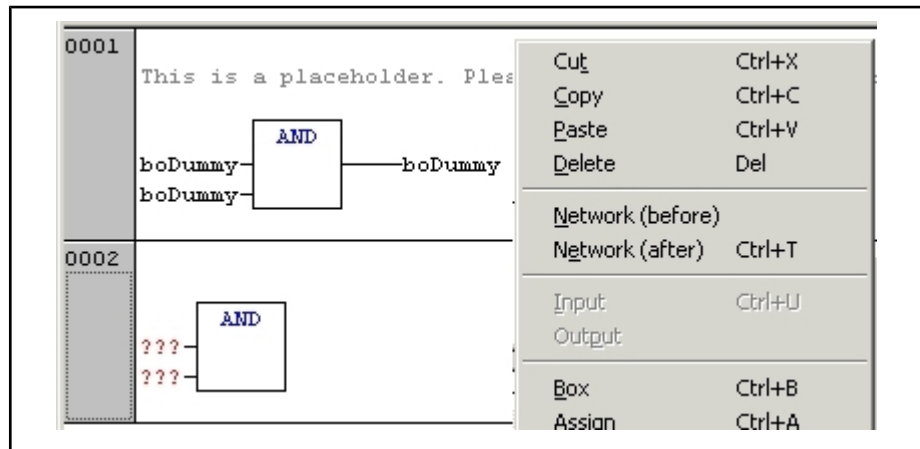 0001
This is a placeholder.
AND
boDummy
boDummy
boDummy
0002
AND
???
???
Cut Ctrl+X
Copy Ctrl+C
Paste Ctrl+V
Delete Del
Network (before)
Network (after) Ctrl+T
Input Ctrl+U
Output
Box Ctrl+B
Assign Ctrl+A